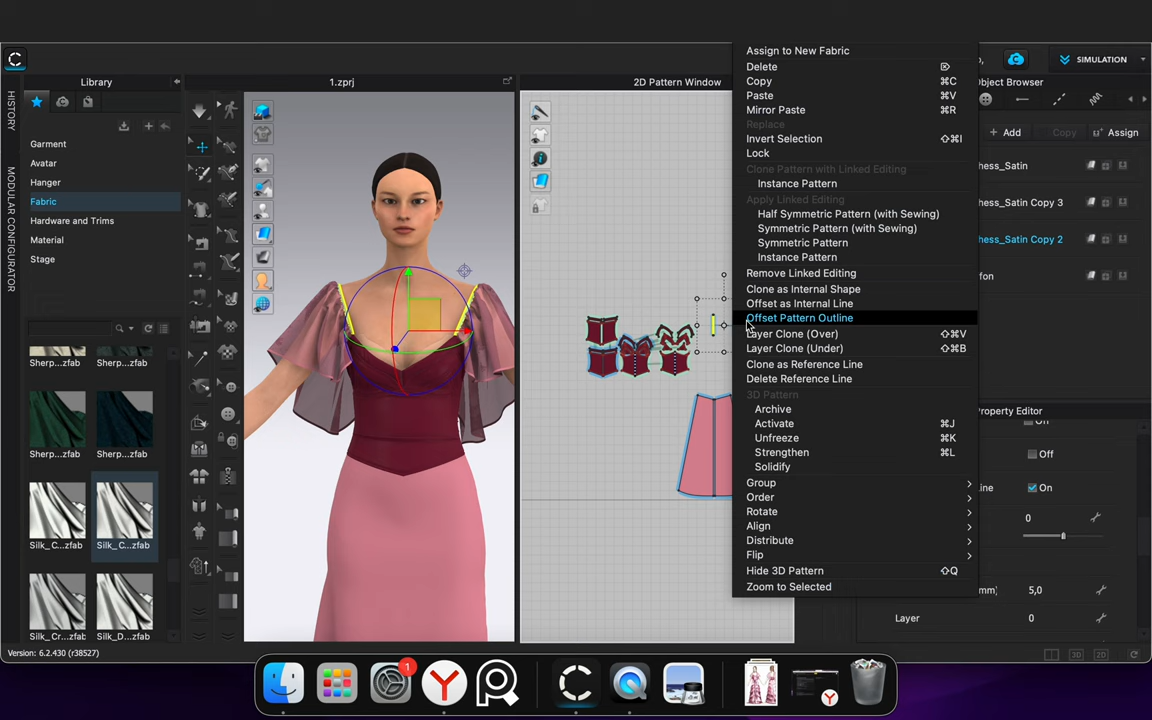 Library
1.zprj
2D Pattern Window
SIMULATION
HISTORY
MODULAR CONFIGURATOR
Garment
Avatar
Hanger
Fabric
Hardware and Trims
Material
Stage
Sherp...zfab
Sherp...zfab
Sherp...zfab
Sherp...zfab
Silk_ C...zfab
Silk_ C...zfab
Silk_Cr...zfab
Silk_D...zfab
Version: 6.2.430 (r38527)
Assign to New Fabric
Delete
Copy ⌘C
Paste ⌘V
Mirror Paste ⌘R
Replace
Invert Selection ⇧⌘I
Lock
Clone Pattern with Linked Editing
Instance Pattern
Apply Linked Editing
Half Symmetric Pattern (with Sewing)
Symmetric Pattern (with Sewing)
Symmetric Pattern
Instance Pattern
Remove Linked Editing
Clone as Internal Shape
Offset as Internal Line
Offset Pattern Outline
Layer Clone (Over) ⇧⌘V
Layer Clone (Under) ⇧⌘B
Clone as Reference Line
Delete Reference Line
3D Pattern
Archive
Activate ⌘J
Unfreeze ⌘K
Strengthen ⌘L
Solidify
Group
Order
Rotate
Align
Distribute
Flip
Hide 3D Pattern ⇧Q
Zoom to Selected
Object Browser
Add
Copy
Assign
hess_Satin
hess_Satin Copy 3
hess_Satin Copy 2
fon
Property Editor
Off
Off
ine
On
0
mm)
5,0
Layer
0
3D
2D
1